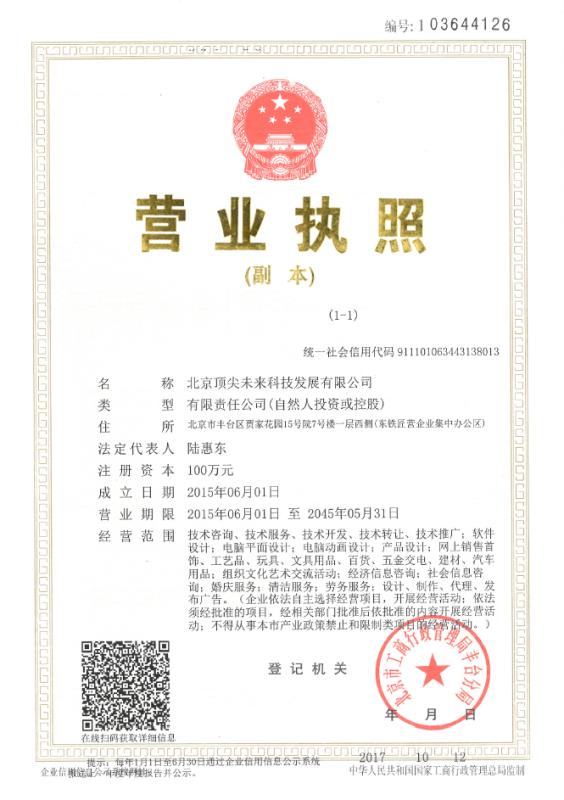 编号:103644126
营业执照
(副本)
(1-1)
统一社会信用代码 911101063443138013
名称 北京顶尖未来科技发展有限公司
类型 有限责任公司(自然人投资或控股)
住所 北京市丰台区贾家花园15号院7号楼一层西侧(东铁匠营企业集中办公区)
法定代表人 陆惠东
注册资本 100万元
成立日期 2015年06月01日
营业期限 2015年06月01日 至 2045年05月31日
经营范围 技术咨询、技术服务、技术开发、技术转让、技术推广；软件
设计；电脑平面设计；电脑动画设计；产品设计；网上销售首
饰、工艺品、玩具、文具用品、百货、五金交电、建材、汽车
用品；组织文化艺术交流活动；经济信息咨询；社会信息咨
询；婚庆服务；清洁服务；劳务服务；设计、制作、代理、发
布广告。（企业依法自主选择经营项目，开展经营活动；依法
须经批准的项目，经相关部门批准后依批准的内容开展经营活
动；不得从事本市产业政策禁止和限制类项目的经营活动。）
登记机关
北京市工商行政管理局丰台分局
年 月 日
在线扫码获取详细信息
2017 10 12
提示：每年1月1日至6月30日通过企业信用信息公示系统
报送上一年度年度报告并公示。
中华人民共和国国家工商行政管理总局监制